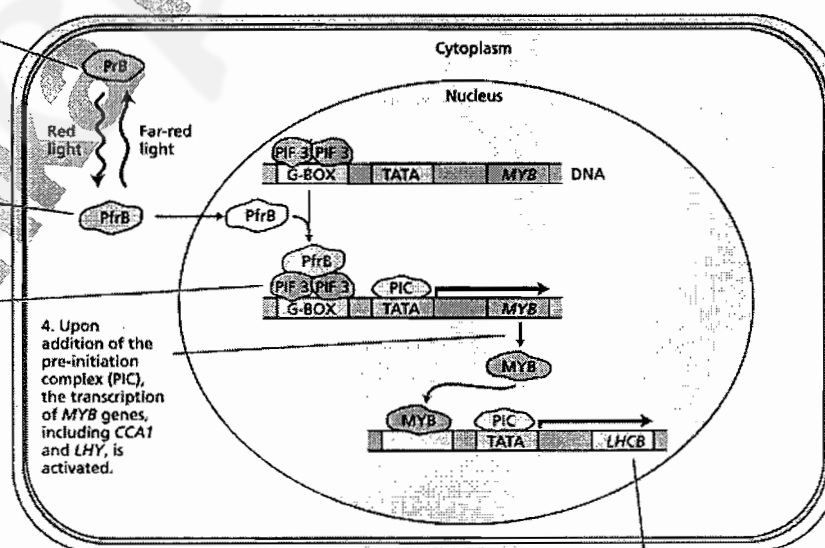 Cytoplasm
PrB
Nucleus
Red light
Far-red light
PIF 3 PIF 3
G-BOX TATA MYB DNA
PfrB
PfrB
PfrB
PIF 3 PIF 3 PIC
G-BOX TATA MYB
4. Upon
addition of the
pre-initiation
complex (PIC),
the transcription
of MYB genes,
including CCA1
and LHY, is
activated.
MYB
MYB PIC
TATA LHCB